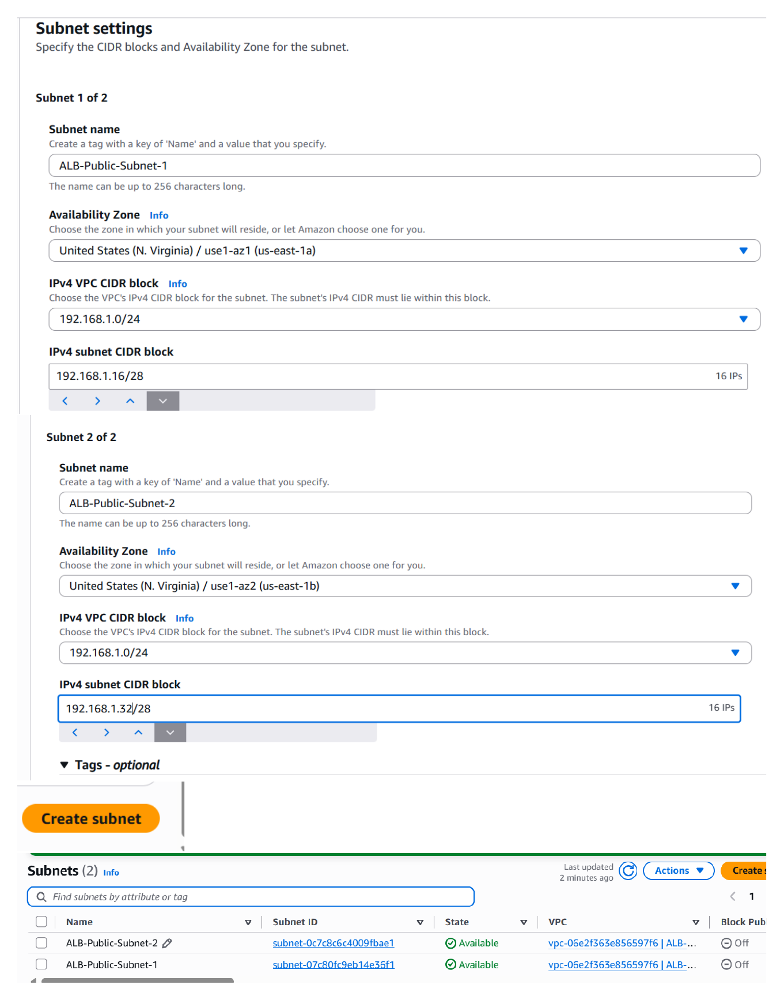 Subnet settings
Specify the CIDR blocks and Availability Zone for the subnet.
Subnet 1 of 2
Subnet name
Create a tag with a key of 'Name' and a value that you specify.
ALB-Public-Subnet-1
The name can be up to 256 characters long.
Availability Zone Info
Choose the zone in which your subnet will reside, or let Amazon choose one for you.
United States (N. Virginia) / use1-az1 (us-east-1a)
IPv4 VPC CIDR block Info
Choose the VPC's IPv4 CIDR block for the subnet. The subnet's IPv4 CIDR must lie within this block.
192.168.1.0/24
IPv4 subnet CIDR block
192.168.1.16/28 16 IPs
Subnet 2 of 2
Subnet name
Create a tag with a key of 'Name' and a value that you specify.
ALB-Public-Subnet-2
The name can be up to 256 characters long.
Availability Zone Info
Choose the zone in which your subnet will reside, or let Amazon choose one for you.
United States (N. Virginia) / use1-az2 (us-east-1b)
IPv4 VPC CIDR block Info
Choose the VPC's IPv4 CIDR block for the subnet. The subnet's IPv4 CIDR must lie within this block.
192.168.1.0/24
IPv4 subnet CIDR block
192.168.1.32/28 16 IPs
Tags - optional
Create subnet
Subnets (2) Info
Last updated
2 minutes ago
Actions
Create s
Find subnets by attribute or tag
1
Name Subnet ID State VPC Block Pub
ALB-Public-Subnet-2 subnet-0c7c8c6c4009fbae1 Available vpc-06e2f363e856597f6 | ALB-... Off
ALB-Public-Subnet-1 subnet-07c80fc9eb14e36f1 Available vpc-06e2f363e856597f6 | ALB-... Off